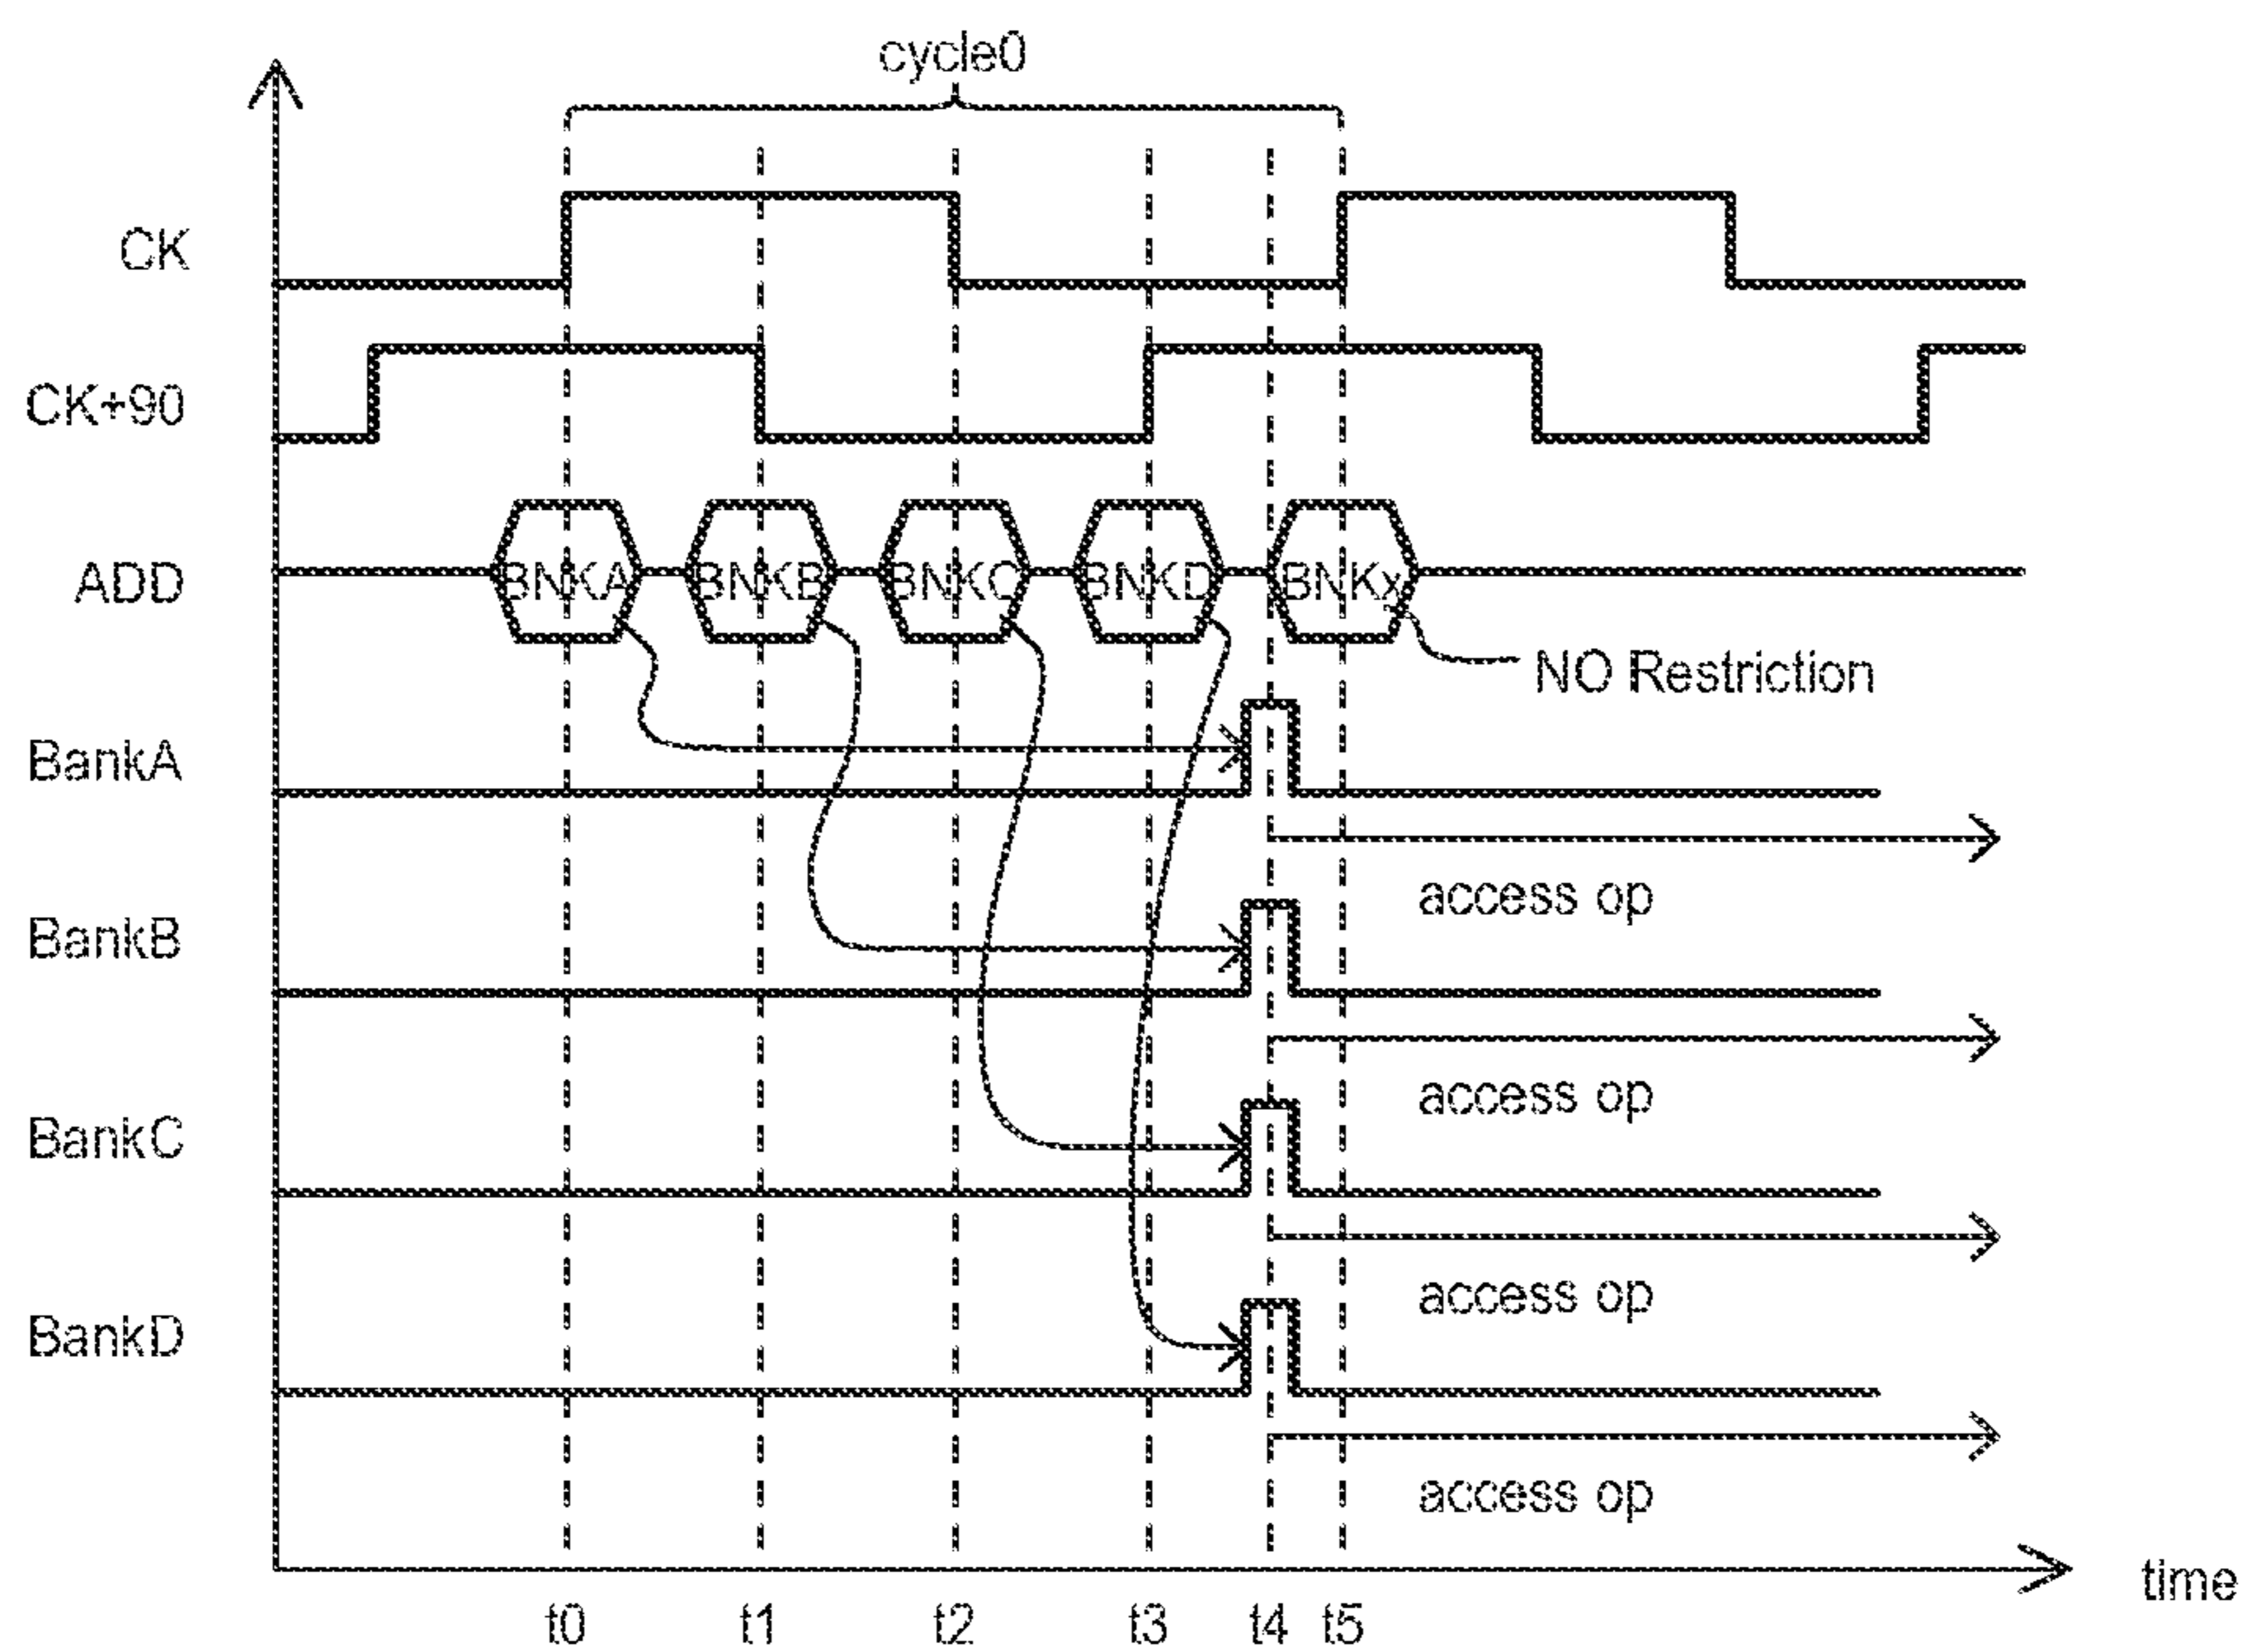 cycle0
CK
CK+90
ADD
BNKA
BNKB
BNKC
BNKD
BNKx
NO Restriction
BankA
access op
BankB
access op
BankC
access op
BankD
access op
time
t0
t1
t2
t3
t4
t5